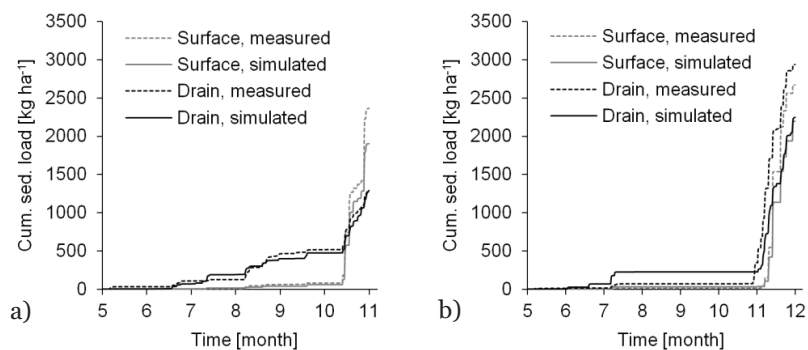 a)
Cum. sed. load [kg ha⁻¹]
3500
3000
2500
2000
1500
1000
500
0
Surface, measured
Surface, simulated
Drain, measured
Drain, simulated
5 6 7 8 9 10 11
Time [month]
b)
Cum. sed. load [kg ha⁻¹]
3500
3000
2500
2000
1500
1000
500
0
Surface, measured
Surface, simulated
Drain, measured
Drain, simulated
5 6 7 8 9 10 11 12
Time [month]